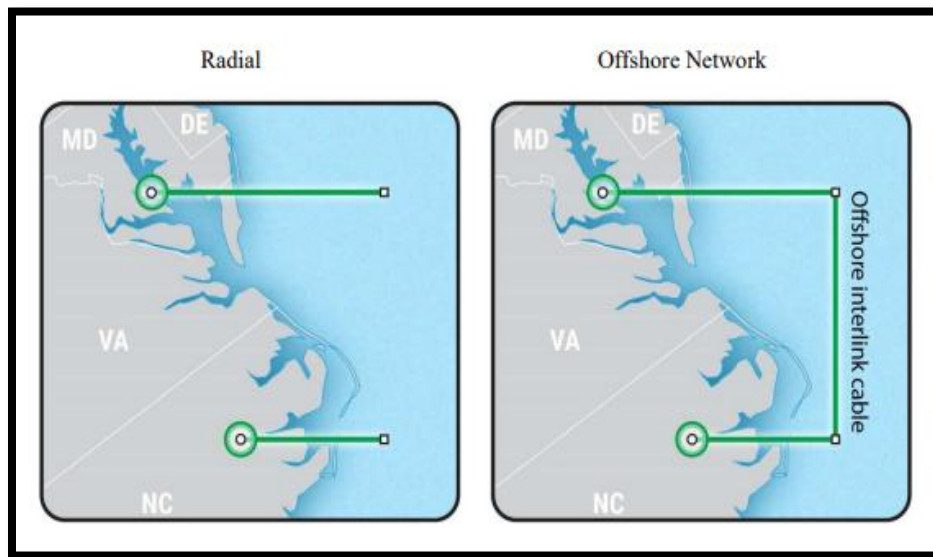 Radial
MD
DE
VA
NC
Offshore Network
MD
DE
VA
NC
Offshore interlink cable